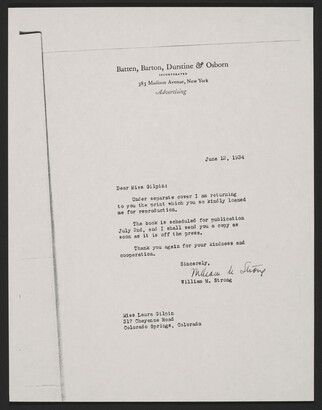 Batten, Barton, Durstine & Osborn
INCORPORATED
383 Madison Avenue, New York
Advertising
June 12, 1934
Dear Miss Gilpin:
Under separate cover I am returning
to you the print which you so kindly loaned
me for reproduction.
The book is scheduled for publication
July 2nd, and I shall send you a copy as
soon as it is off the press.
Thank you again for your kindness and
cooperation.
Sincerely,
William M. Strong
William M. Strong
Miss Laura Gilpin
317 Cheyenne Road
Colorado Springs, Colorado